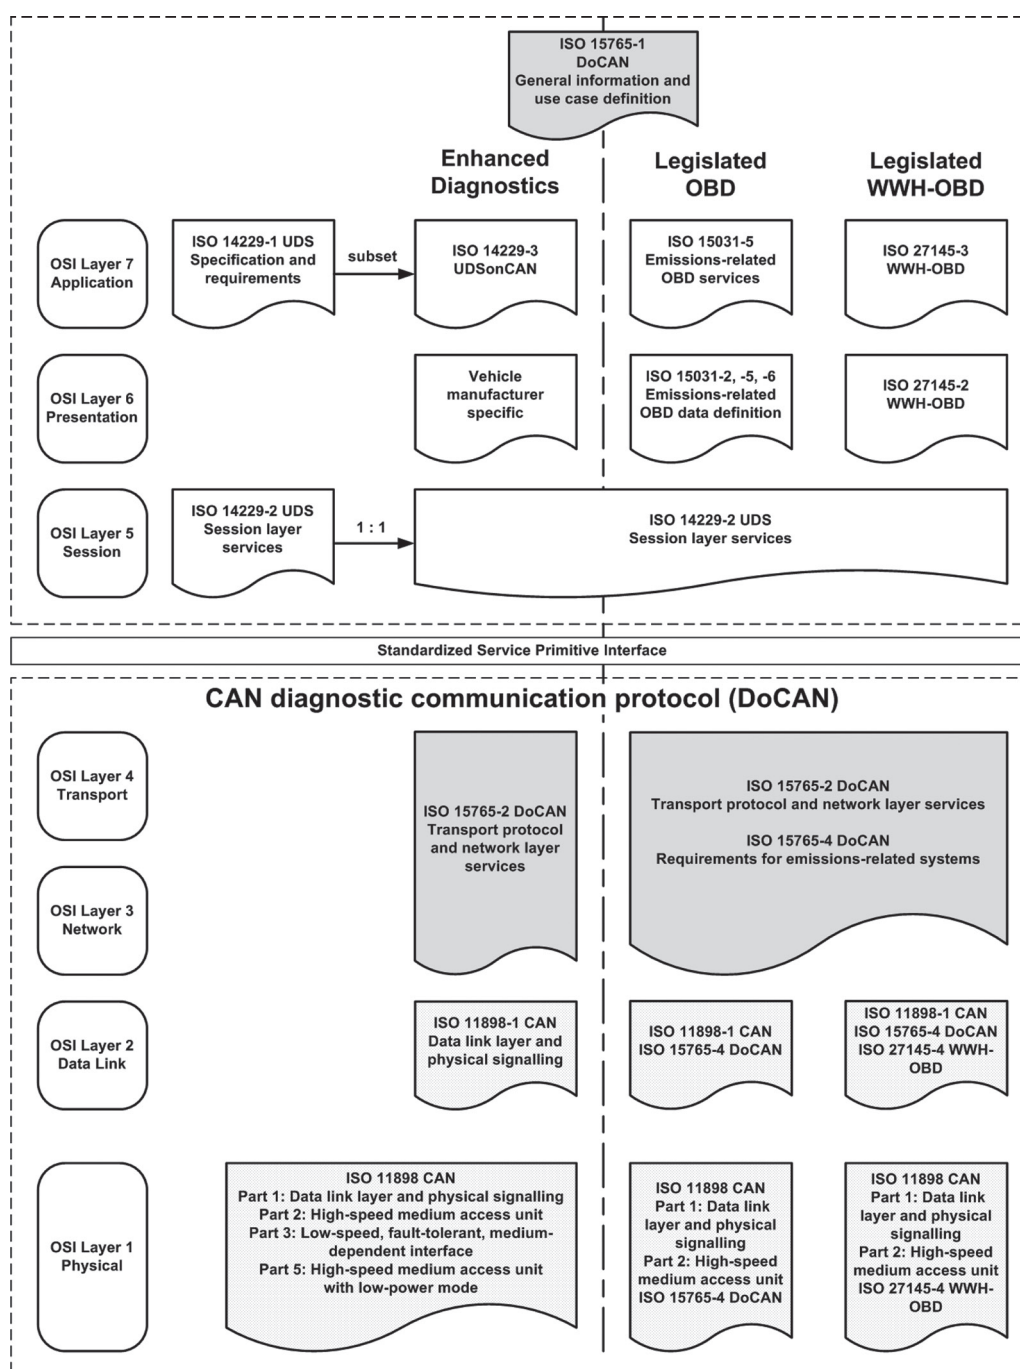 ISO 15765-1
DoCAN
General information and
use case definition
Enhanced
Diagnostics
Legislated
OBD
Legislated
WWH-OBD
OSI Layer 7
Application
ISO 14229-1 UDS
Specification and
requirements
subset
ISO 14229-3
UDSonCAN
ISO 15031-5
Emissions-related
OBD services
ISO 27145-3
WWH-OBD
OSI Layer 6
Presentation
Vehicle
manufacturer
specific
ISO 15031-2, -5, -6
Emissions-related
OBD data definition
ISO 27145-2
WWH-OBD
OSI Layer 5
Session
ISO 14229-2 UDS
Session layer
services
1 : 1
ISO 14229-2 UDS
Session layer services
Standardized Service Primitive Interface
CAN diagnostic communication protocol (DoCAN)
OSI Layer 4
Transport
ISO 15765-2 DoCAN
Transport protocol
and network layer
services
ISO 15765-2 DoCAN
Transport protocol and network layer services
ISO 15765-4 DoCAN
Requirements for emissions-related systems
OSI Layer 3
Network
OSI Layer 2
Data Link
ISO 11898-1 CAN
Data link layer and
physical signalling
ISO 11898-1 CAN
ISO 15765-4 DoCAN
ISO 11898-1 CAN
ISO 15765-4 DoCAN
ISO 27145-4 WWH-
OBD
OSI Layer 1
Physical
ISO 11898 CAN
Part 1: Data link layer and physical signalling
Part 2: High-speed medium access unit
Part 3: Low-speed, fault-tolerant, medium-
dependent interface
Part 5: High-speed medium access unit
with low-power mode
ISO 11898 CAN
Part 1: Data link
layer and physical
signalling
Part 2: High-speed
medium access unit
ISO 15765-4 DoCAN
ISO 11898 CAN
Part 1: Data link
layer and physical
signalling
Part 2: High-speed
medium access unit
ISO 27145-4 WWH-
OBD